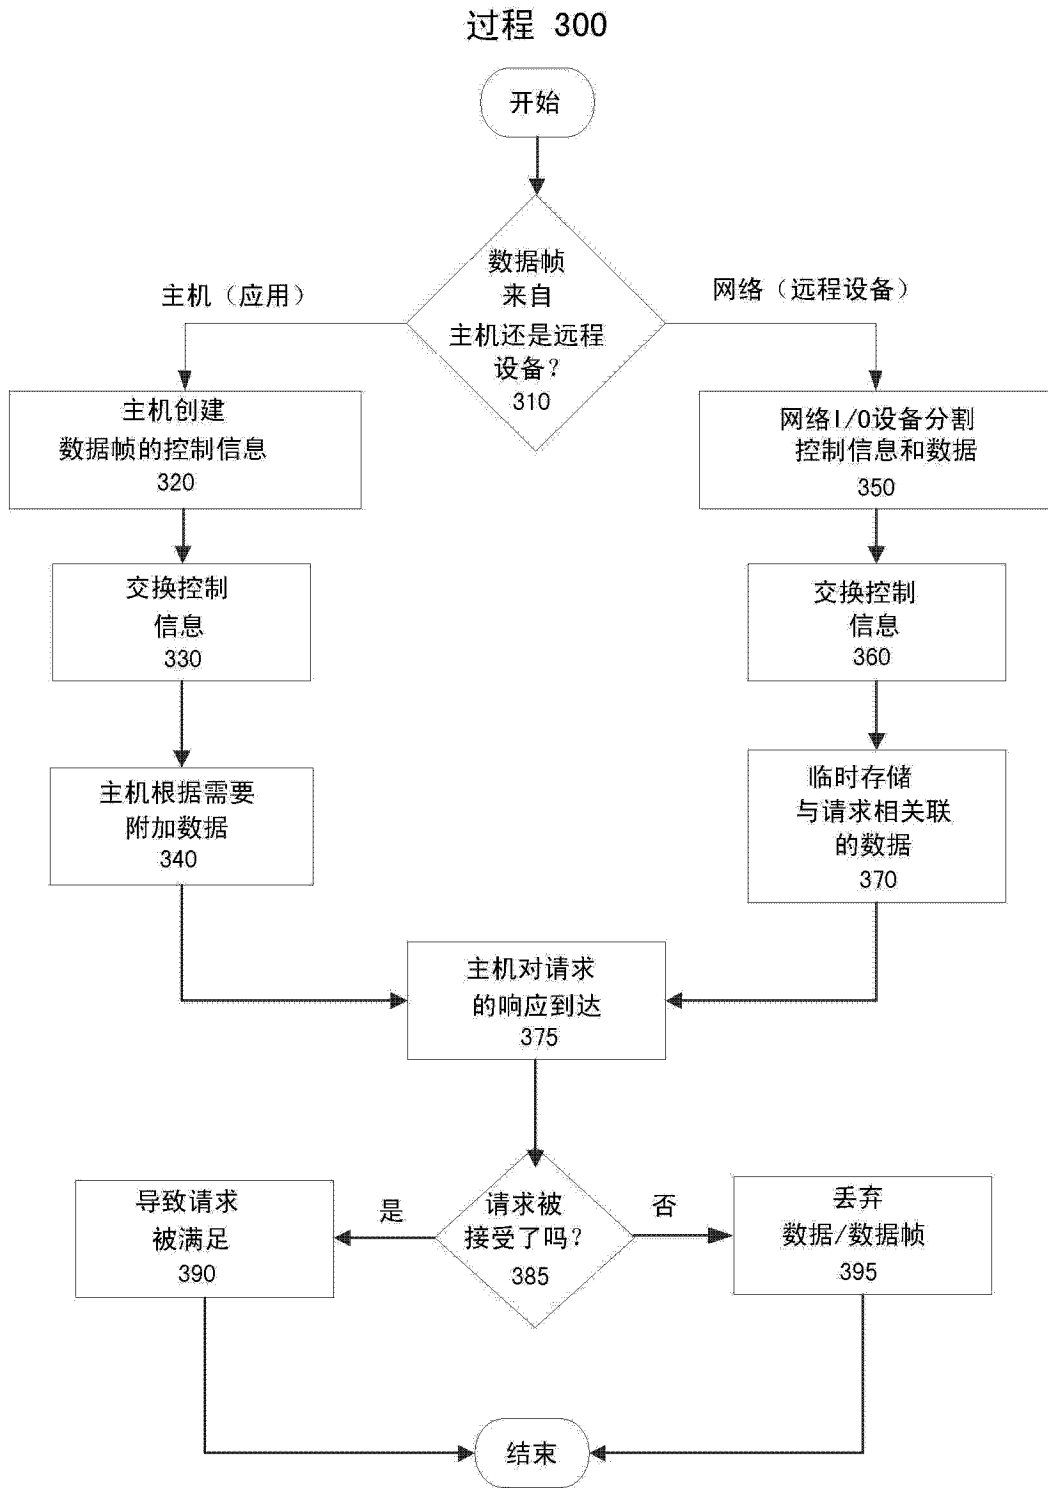 过程 300
开始
数据帧
来自
主机还是远程
设备?
310
主机（应用）
网络（远程设备）
主机创建
数据帧的控制信息
320
网络I/O设备分割
控制信息和数据
350
交换控制
信息
330
交换控制
信息
360
主机根据需要
附加数据
340
临时存储
与请求相关联
的数据
370
主机对请求
的响应到达
375
请求被
接受了吗?
385
是
否
导致请求
被满足
390
丢弃
数据/数据帧
395
结束